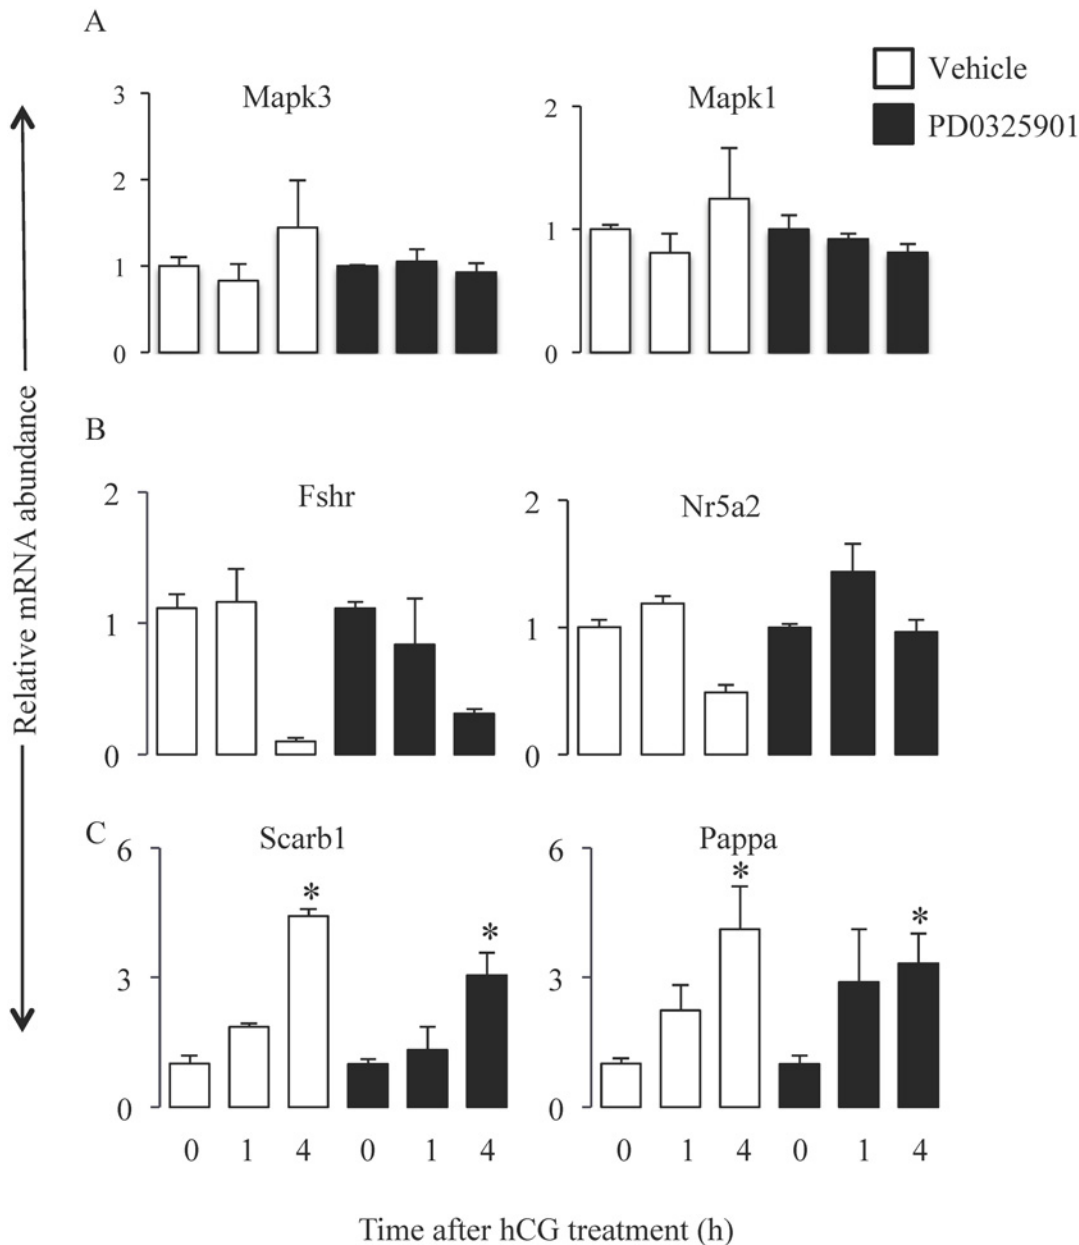 A
Vehicle
PD0325901
Mapk3
3
2
1
0
Mapk1
2
1
0
Relative mRNA abundance
B
Fshr
2
1
0
Nr5a2
2
1
0
C
Scarb1
6
3
0
* *
0 1 4 0 1 4
Pappa
6
3
0
* *
0 1 4 0 1 4
Time after hCG treatment (h)